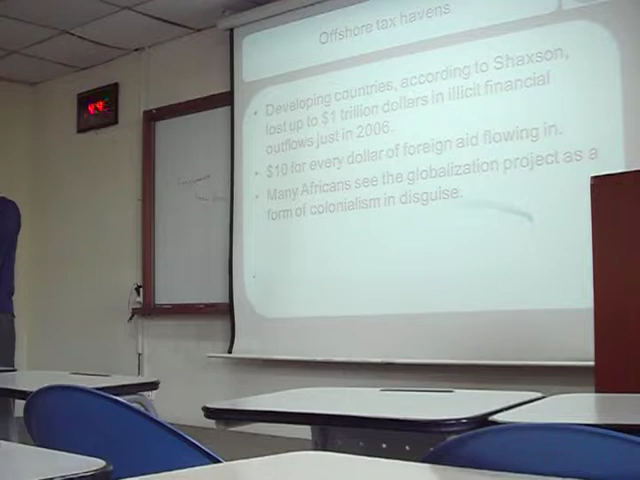 Offshore tax havens
• Developing countries, according to Shaxson,
lost up to $1 trillion dollars in illicit financial
outflows just in 2006.
• $10 for every dollar of foreign aid flowing in.
• Many Africans see the globalization project as a
form of colonialism in disguise.